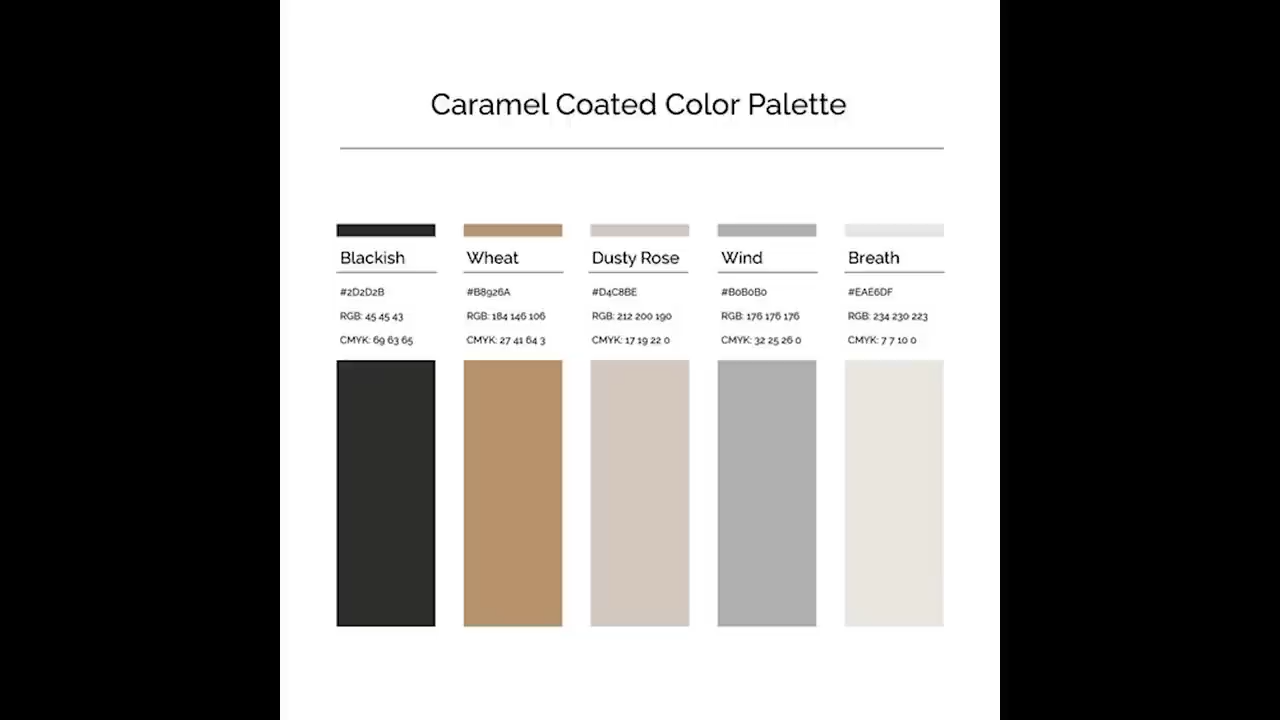 Caramel Coated Color Palette
Blackish
#2D2D2B
RGB: 45 45 43
CMYK: 69 63 65
Wheat
#B8926A
RGB: 184 146 106
CMYK: 27 41 64 3
Dusty Rose
#D4C8BE
RGB: 212 200 190
CMYK: 17 19 22 0
Wind
#B0B0B0
RGB: 176 176 176
CMYK: 32 25 26 0
Breath
#EAE6DF
RGB: 234 230 223
CMYK: 7 7 10 0